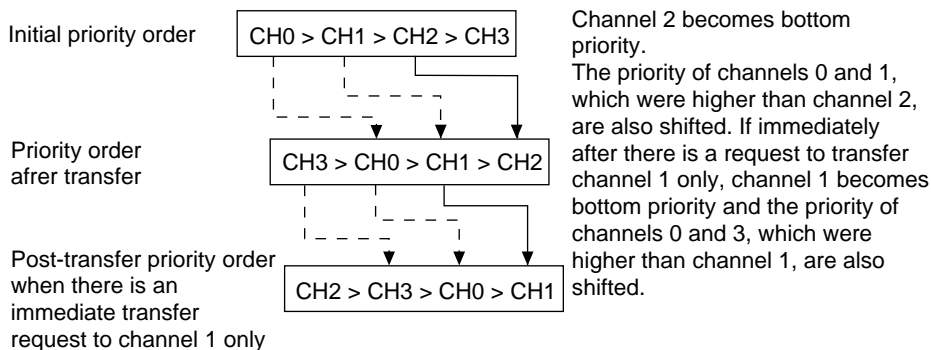 Initial priority order
CH0 > CH1 > CH2 > CH3
Priority order
afrer transfer
CH3 > CH0 > CH1 > CH2
Post-transfer priority order
when there is an
immediate transfer
request to channel 1 only
CH2 > CH3 > CH0 > CH1
Channel 2 becomes bottom
priority.
The priority of channels 0 and 1,
which were higher than channel 2,
are also shifted. If immediately
after there is a request to transfer
channel 1 only, channel 1 becomes
bottom priority and the priority of
channels 0 and 3, which were
higher than channel 1, are also
shifted.